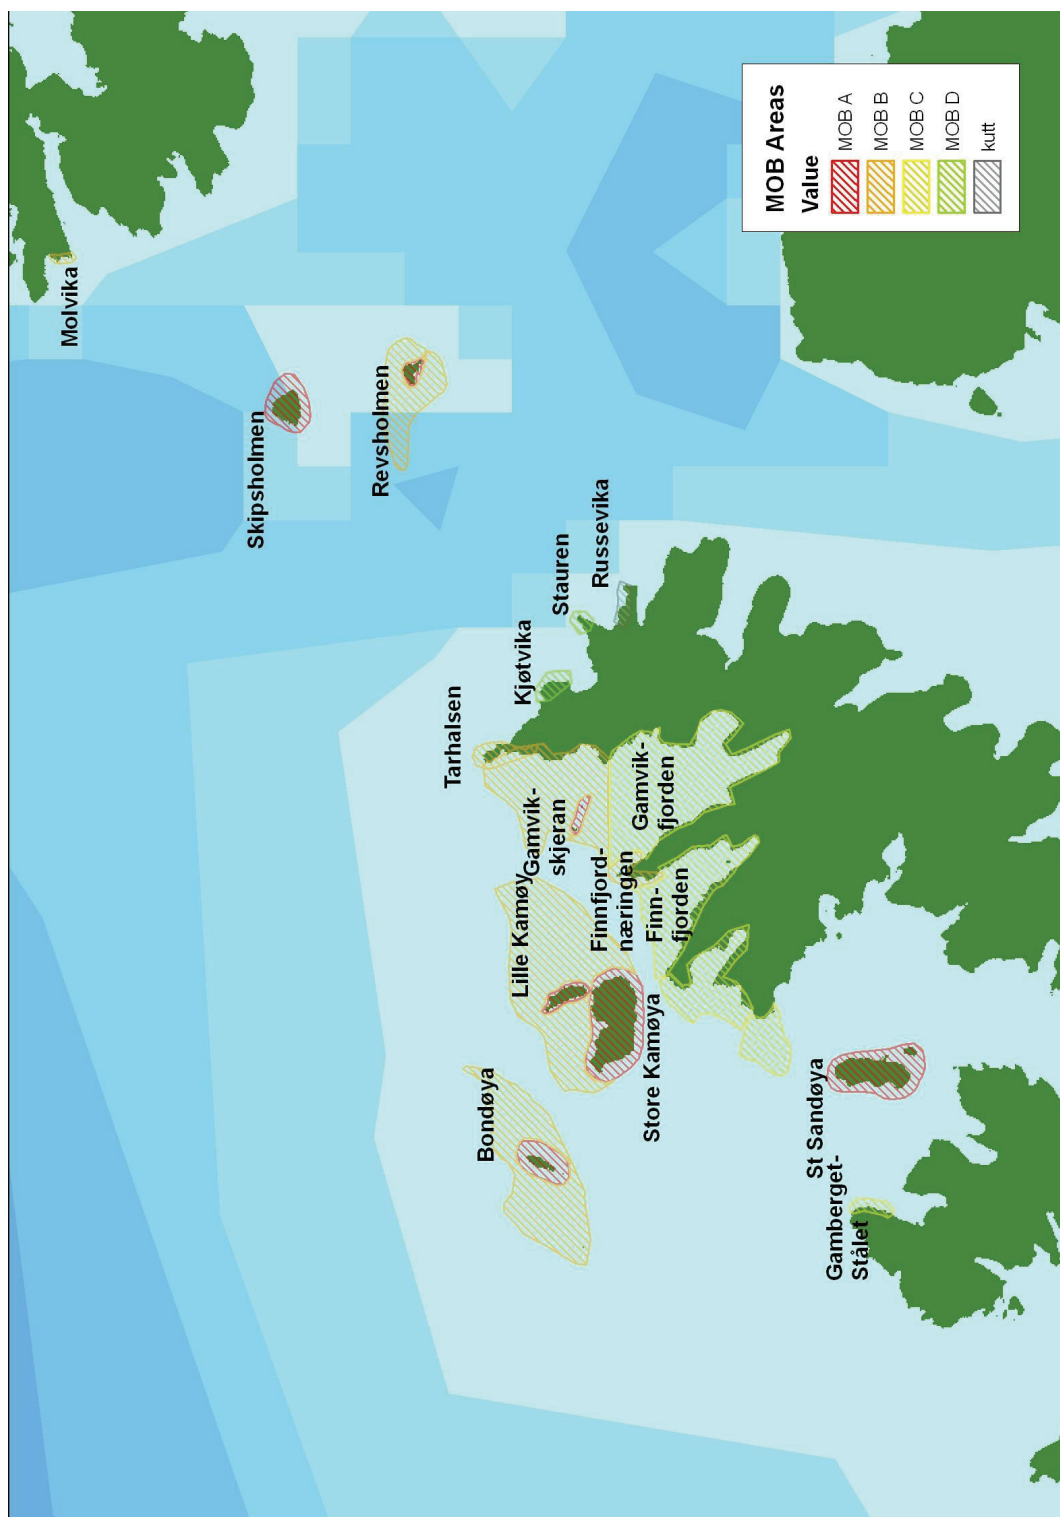 Molvika
Skipsholmen
Revsholmen
Tarhalsen
Kjøtvika
Stauren
Russevika
Gamvik-
skjeran
Gamvik-
fjorden
Lille Kamøy
Finnfjord-
næringen
Finn-
fjorden
Bondøya
Store Kamøya
St Sandøya
Gamberget-
Stålet
MOB Areas
Value
MOB A
MOB B
MOB C
MOB D
kutt